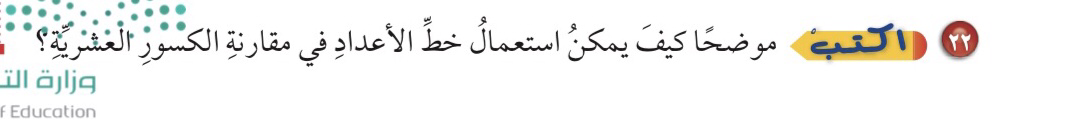 ٢٢ اكتب موضحًا كيفَ يمكنُ استعمالُ خطِّ الأعدادِ في مقارنةِ الكسورِ العشريَّةِ؟
وزارة الت
f Education